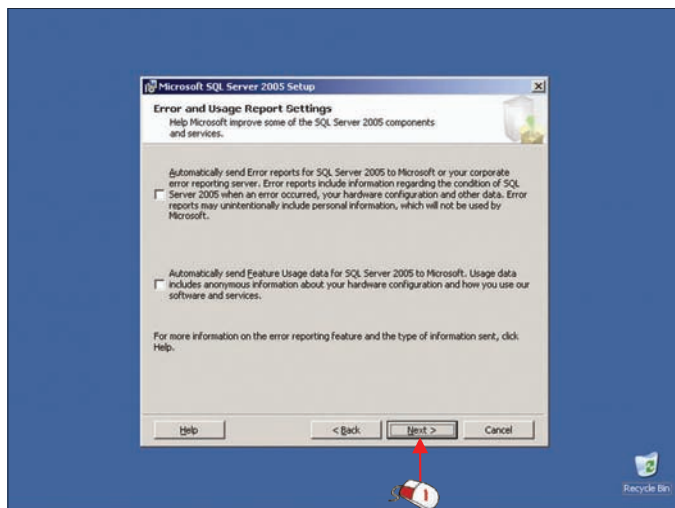 Microsoft SQL Server 2005 Setup
Error and Usage Report Settings
Help Microsoft improve some of the SQL Server 2005 components
and services.
Automatically send Error reports for SQL Server 2005 to Microsoft or your corporate
error reporting server. Error reports include information regarding the condition of SQL
Server 2005 when an error occurred, your hardware configuration and other data. Error
reports may unintentionally include personal information, which will not be used by
Microsoft.
Automatically send Feature Usage data for SQL Server 2005 to Microsoft. Usage data
includes anonymous information about your hardware configuration and how you use our
software and services.
For more information on the error reporting feature and the type of information sent, click
Help.
Help
< Back
Next >
Cancel
1
Recycle Bin